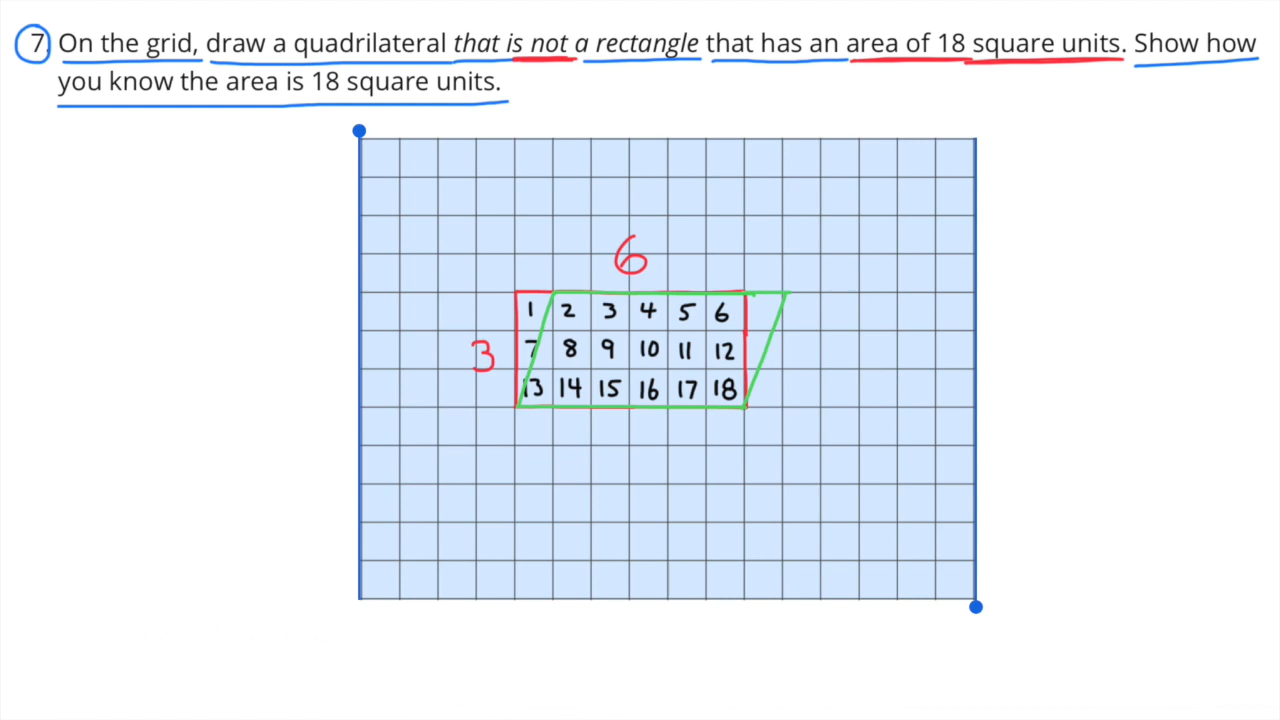 7. On the grid, draw a quadrilateral that is not a rectangle that has an area of 18 square units. Show how
you know the area is 18 square units.
6
1 2 3 4 5 6
3
7 8 9 10 11 12
13 14 15 16 17 18